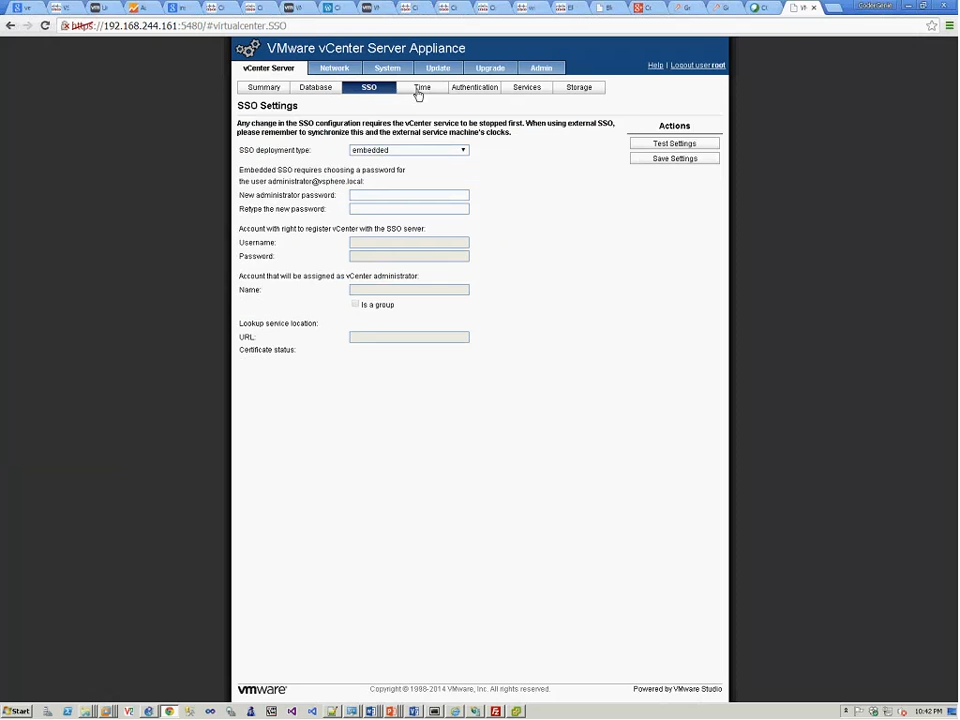 CoderGenie
https://192.168.244.161:5480/#virtualcenter.SSO
VMware vCenter Server Appliance
vCenter Server Network System Update Upgrade Admin
Help | Logout user root
Summary Database SSO Time Authentication Services Storage
SSO Settings
Any change in the SSO configuration requires the vCenter service to be stopped first. When using external SSO,
please remember to synchronize this and the external service machine's clocks.
Actions
Test Settings
Save Settings
SSO deployment type: embedded
Embedded SSO requires choosing a password for
the user administrator@vsphere.local:
New administrator password:
Retype the new password:
Account with right to register vCenter with the SSO server:
Username:
Password:
Account that will be assigned as vCenter administrator:
Name:
Is a group
Lookup service location:
URL:
Certificate status:
vmware
Copyright © 1998-2014 VMware, Inc. All rights reserved.
Powered by VMware Studio
Start
10:42 PM